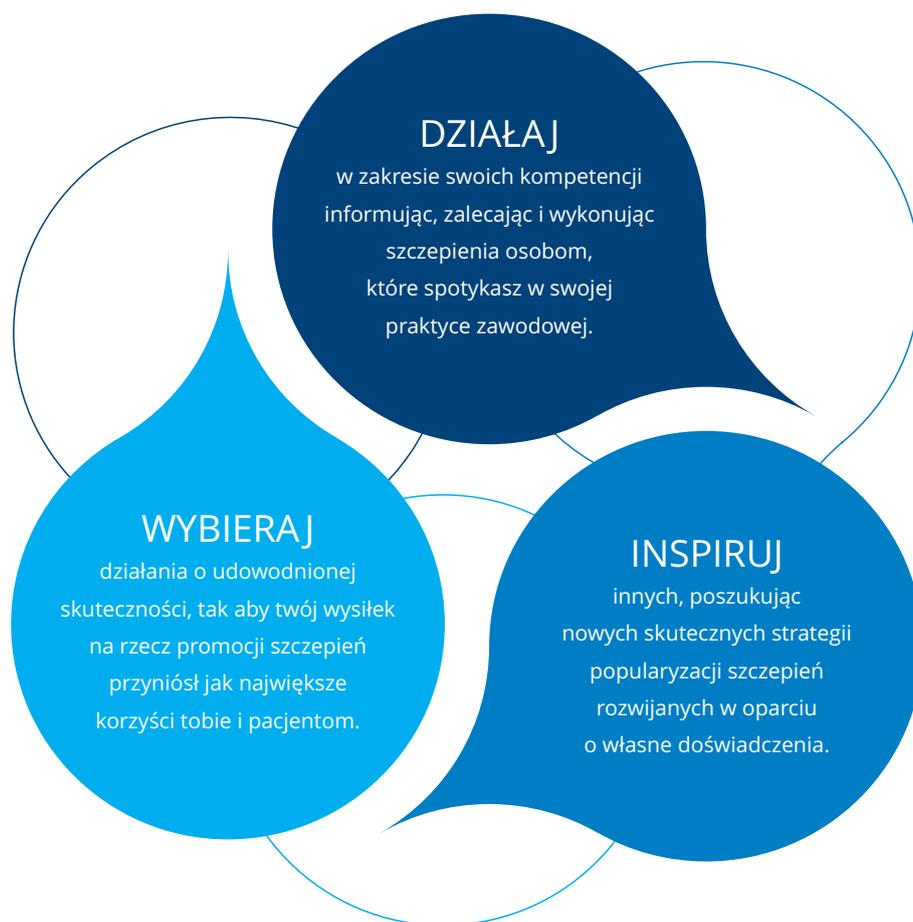 DZIAŁAJ
w zakresie swoich kompetencji
informując, zalecając i wykonując
szczepienia osobom,
które spotykasz w swojej
praktyce zawodowej.
WYBIERAJ
działania o udowodnionej
skuteczności, tak aby twój wysiłek
na rzecz promocji szczepień
przyniósł jak największe
korzyści tobie i pacjentom.
INSPIRUJ
innych, poszukując
nowych skutecznych strategii
popularyzacji szczepień
rozwijanych w oparciu
o własne doświadczenia.